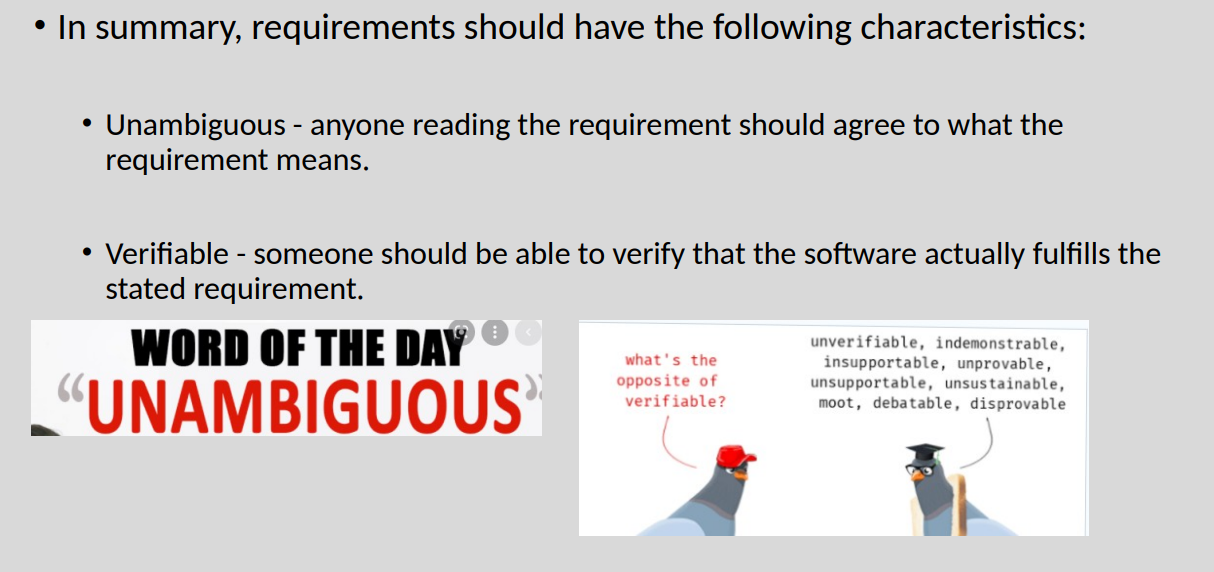 • In summary, requirements should have the following characteristics:
• Unambiguous - anyone reading the requirement should agree to what the
requirement means.
• Verifiable - someone should be able to verify that the software actually fulfills the
stated requirement.
WORD OF THE DAY
“UNAMBIGUOUS”
what's the
opposite of
verifiable?
unverifiable, indemonstrable,
insupportable, unprovable,
unsupportable, unsustainable,
moot, debatable, disprovable